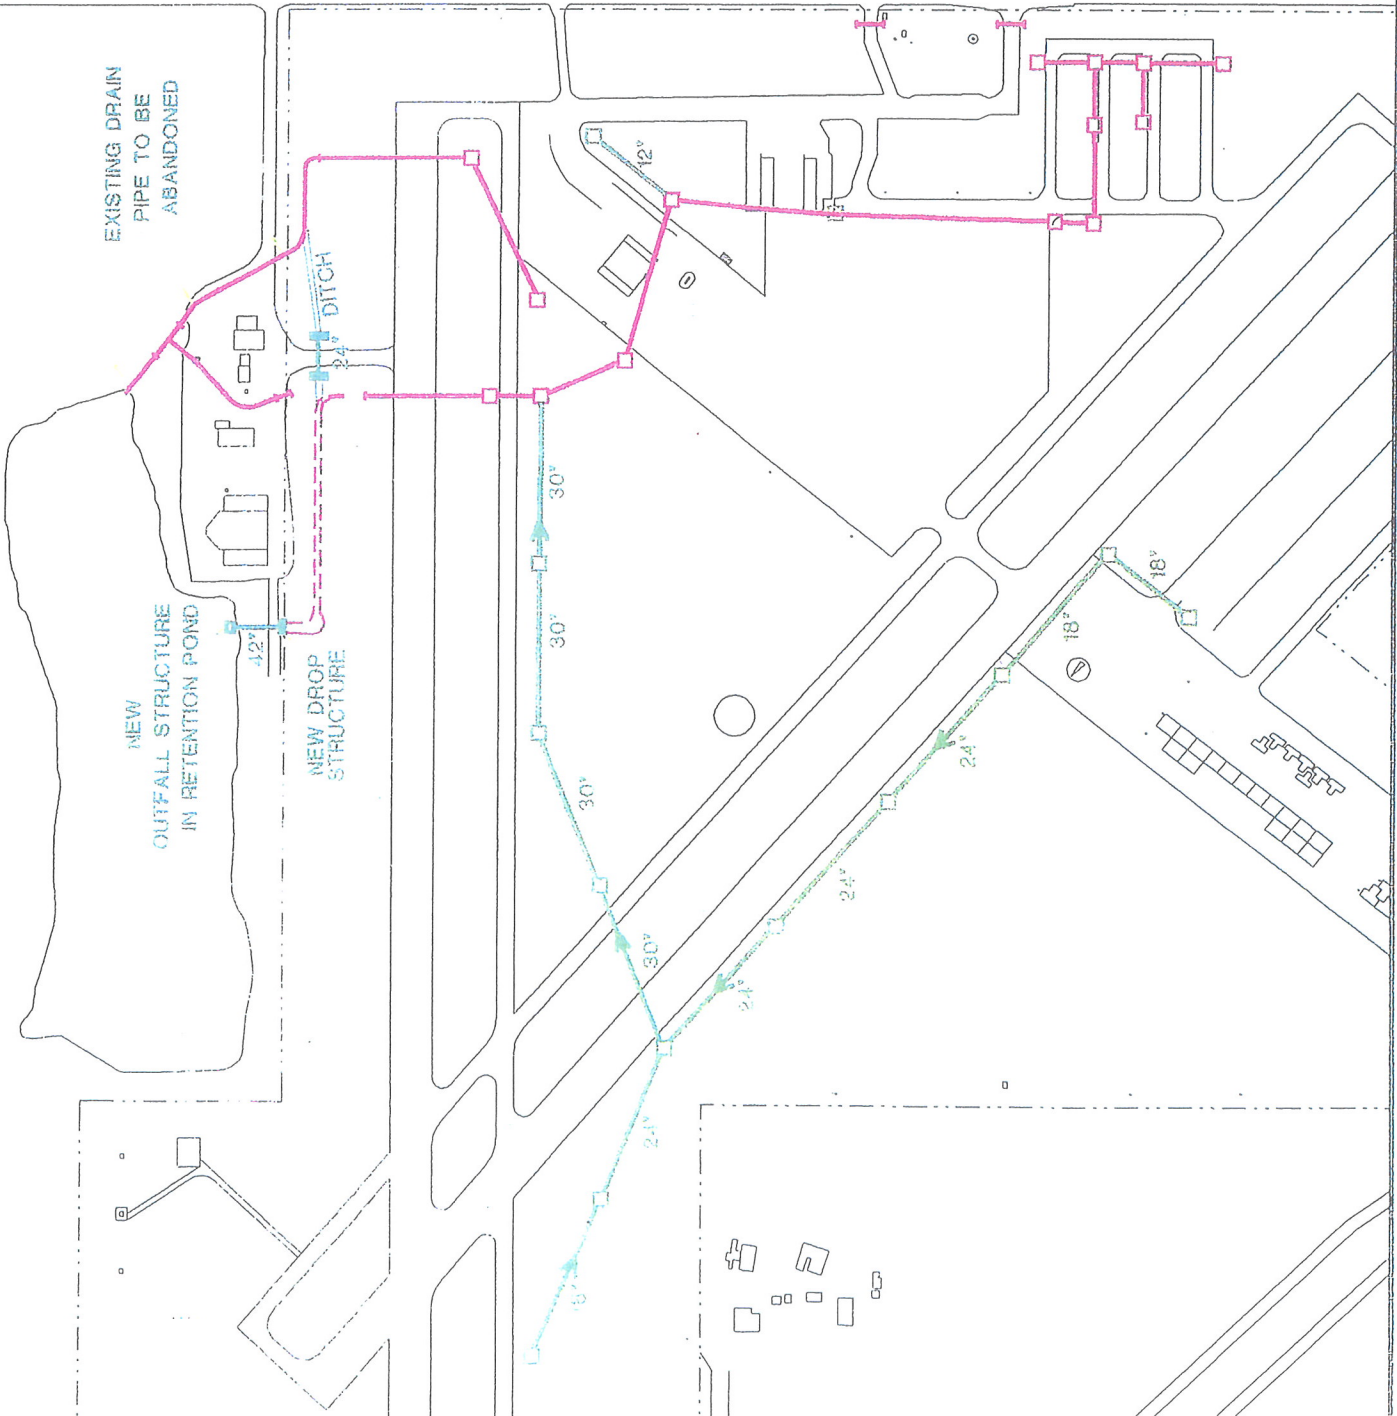 EXISTING DRAIN
PIPE TO BE
ABANDONED
DITCH
24"
12"
NEW
OUTFALL STRUCTURE
IN RETENTION POND
42"
NEW DROP
STRUCTURE
30"
30"
30"
30"
18"
18"
24"
24"
24"
24"